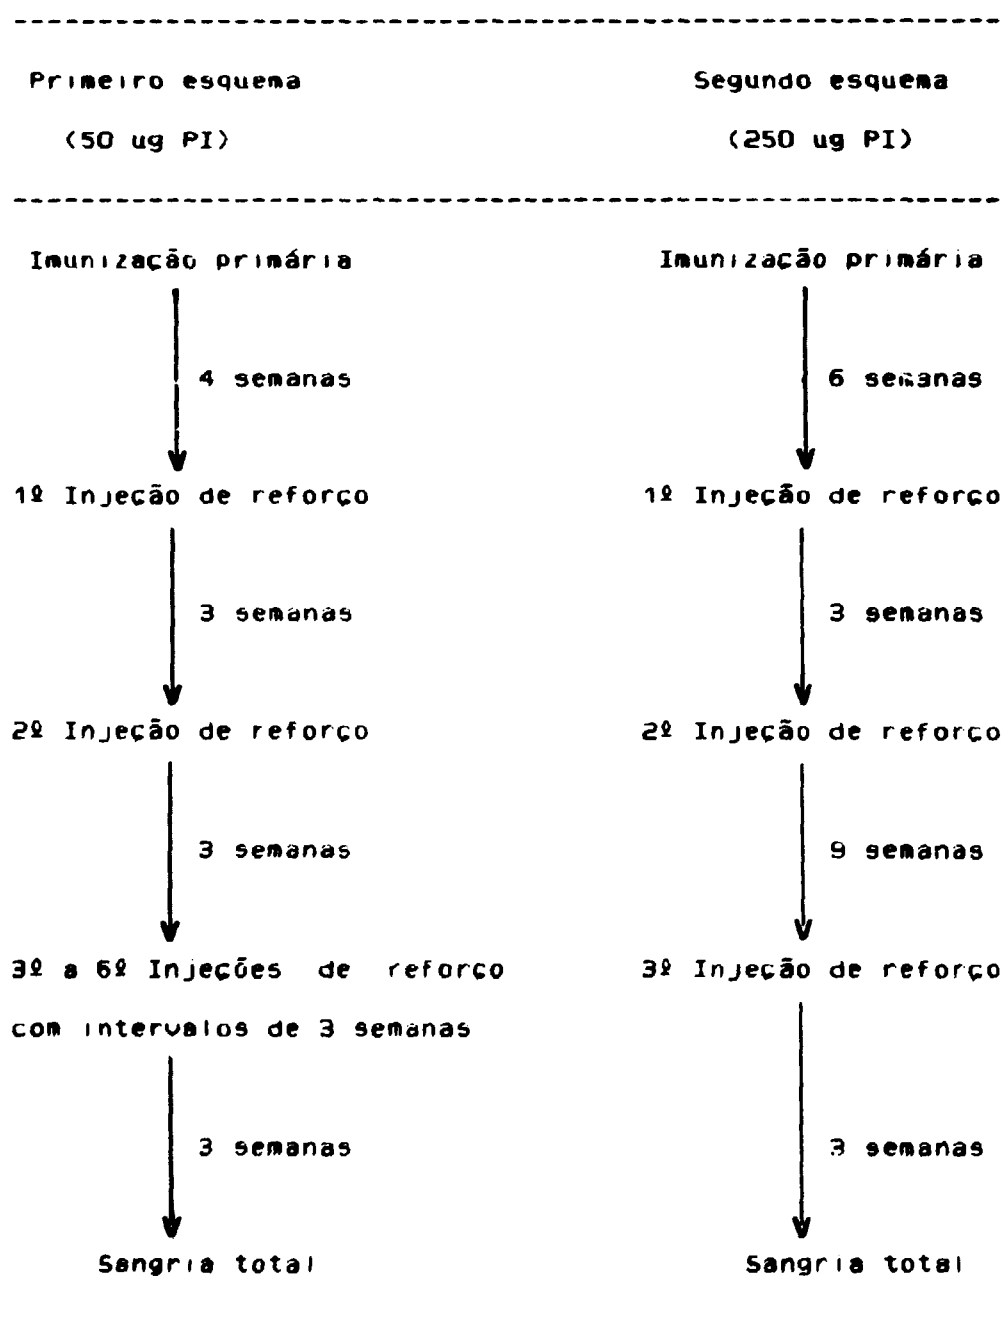 Primeiro esquema Segundo esquema
(50 ug PI) (250 ug PI)
Imunização primária Imunização primária
4 semanas 6 semanas
1º Injeção de reforço 1º Injeção de reforço
3 semanas 3 semanas
2º Injeção de reforço 2º Injeção de reforço
3 semanas 9 semanas
3º a 6º Injeções de reforço 3º Injeção de reforço
com intervalos de 3 semanas
3 semanas 3 semanas
Sangria total Sangria total